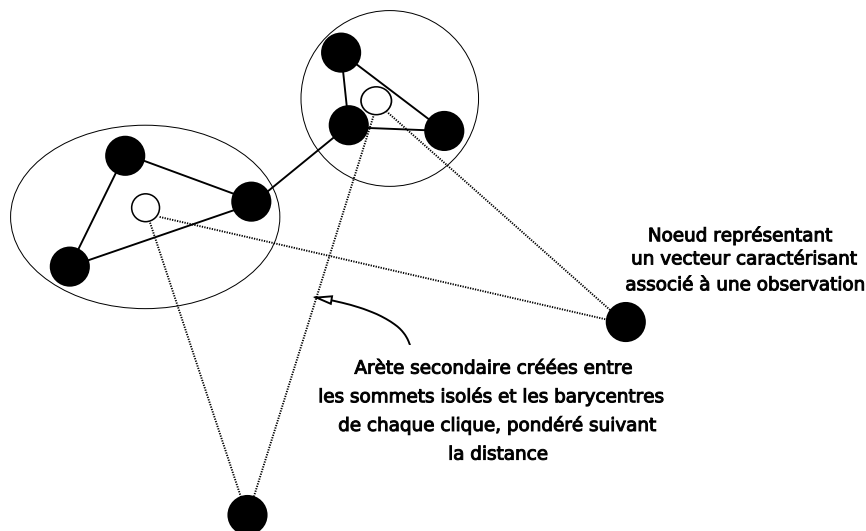 Noeud représentant
un vecteur caractérisant
associé à une observation
Arète secondaire créées entre
les sommets isolés et les barycentres
de chaque clique, pondéré suivant
la distance